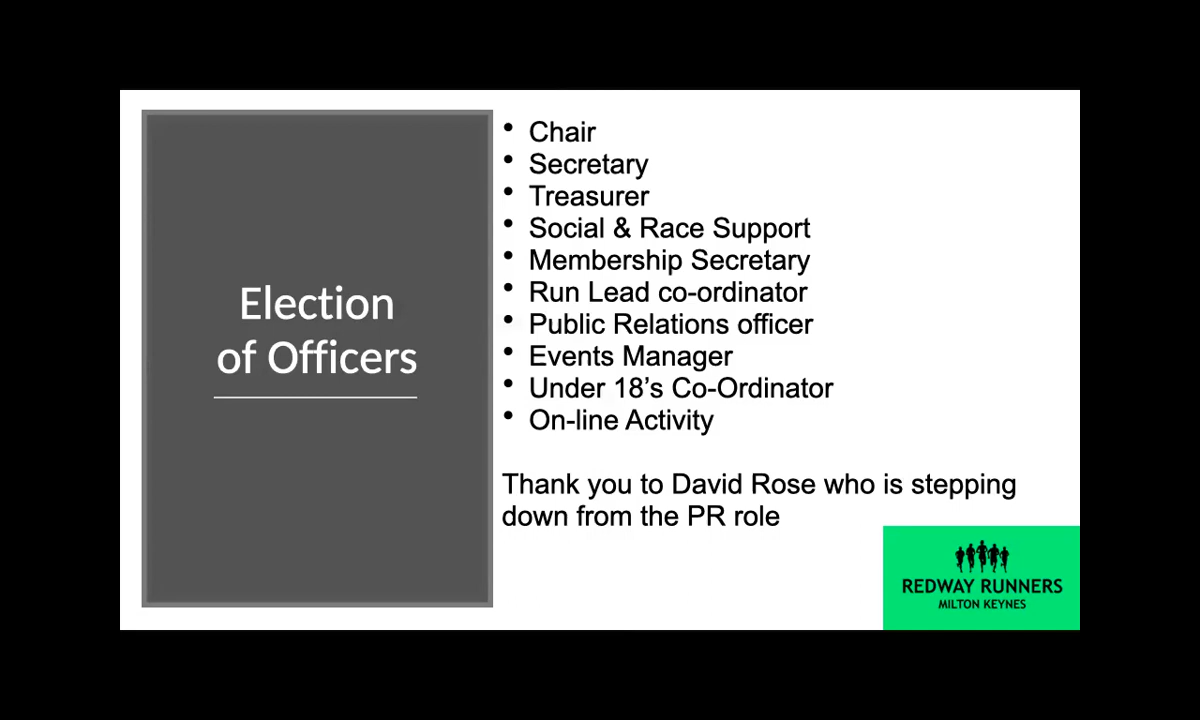 Election
of Officers
• Chair
• Secretary
• Treasurer
• Social & Race Support
• Membership Secretary
• Run Lead co-ordinator
• Public Relations officer
• Events Manager
• Under 18’s Co-Ordinator
• On-line Activity
Thank you to David Rose who is stepping
down from the PR role
REDWAY RUNNERS
MILTON KEYNES